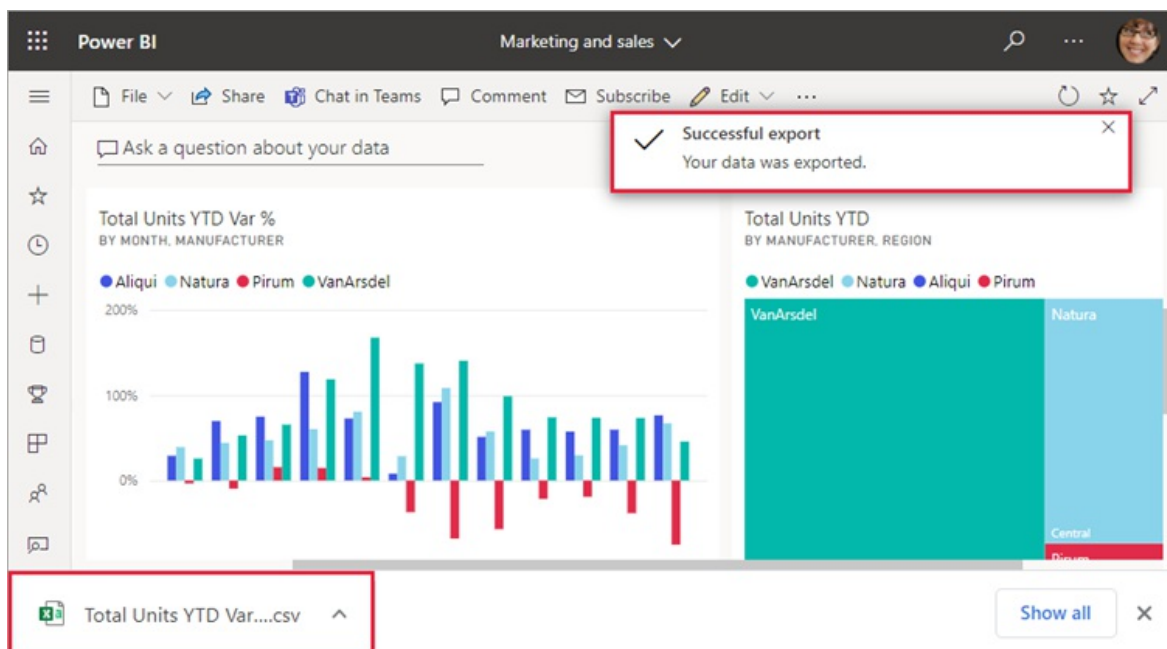 Power BI
Marketing and sales
File
Share
Chat in Teams
Comment
Subscribe
Edit
Ask a question about your data
Successful export
Your data was exported.
Total Units YTD Var %
BY MONTH, MANUFACTURER
Aliqui Natura Pirum VanArsdel
200%
100%
0%
Total Units YTD
BY MANUFACTURER, REGION
VanArsdel Natura Aliqui Pirum
VanArsdel
Natura
Central
Pirum
Total Units YTD Var....csv
Show all